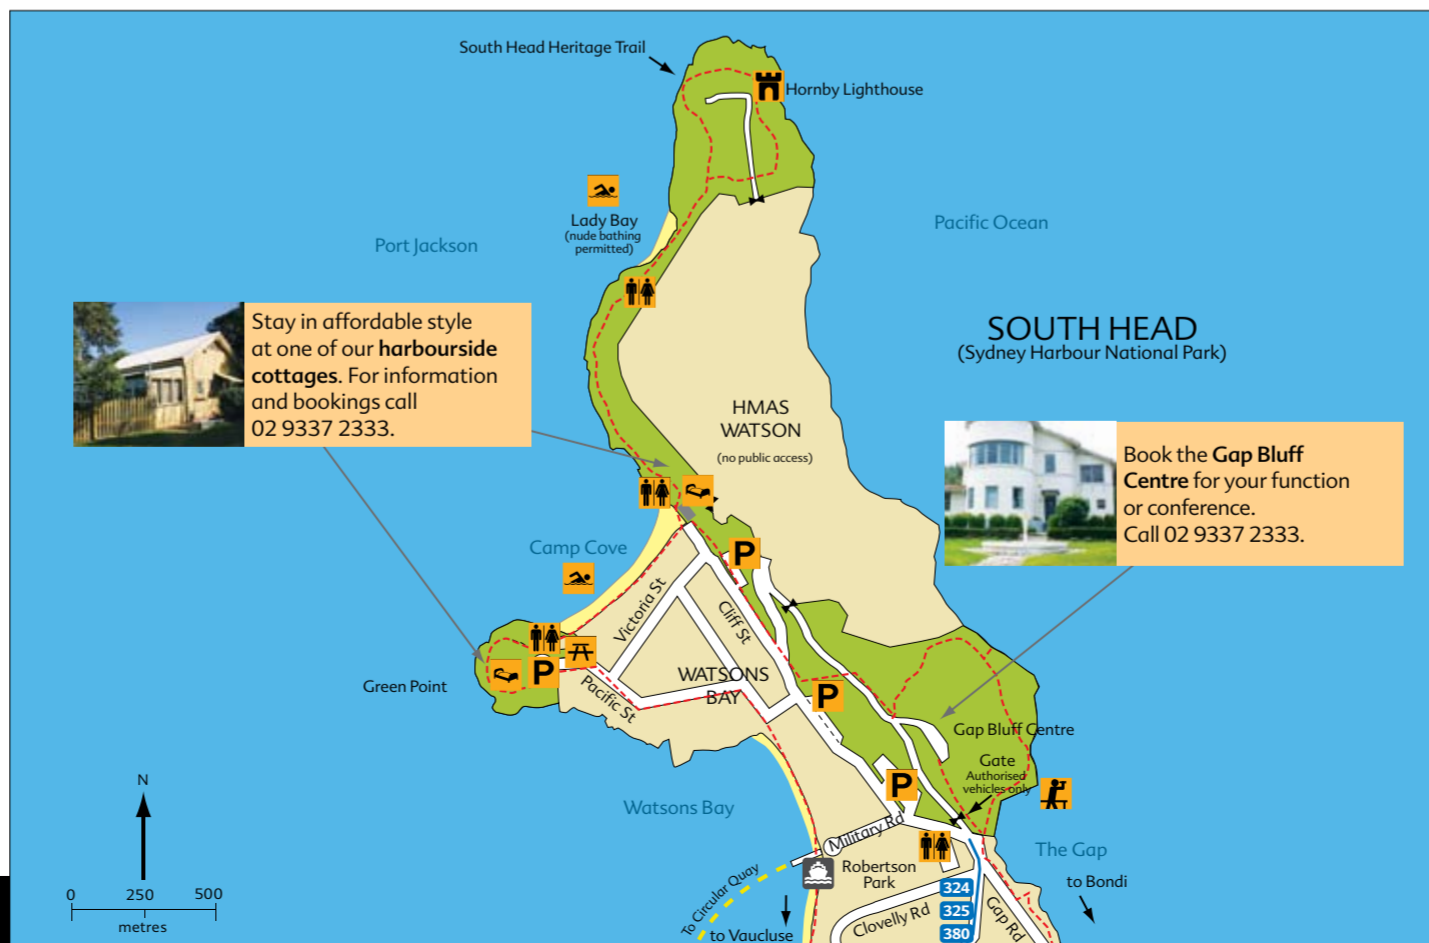 South Head Heritage Trail
Hornby Lighthouse
Lady Bay
(nude bathing
permitted)
Port Jackson
Pacific Ocean
Stay in affordable style
at one of our harbourside
cottages. For information
and bookings call
02 9337 2333.
SOUTH HEAD
(Sydney Harbour National Park)
HMAS
WATSON
(no public access)
Book the Gap Bluff
Centre for your function
or conference.
Call 02 9337 2333.
Camp Cove
P
Victoria St
Cliff St
P
Green Point
Pacific St
WATSONS
BAY
P
Gap Bluff Centre
Gate
Authorised
vehicles only
N
P
Watsons Bay
Military Rd
The Gap
Robertson
Park
to Bondi
To Circular Quay
324
325
380
Clovelly Rd
Gap Rd
to Vaucluse
0 250 500
metres